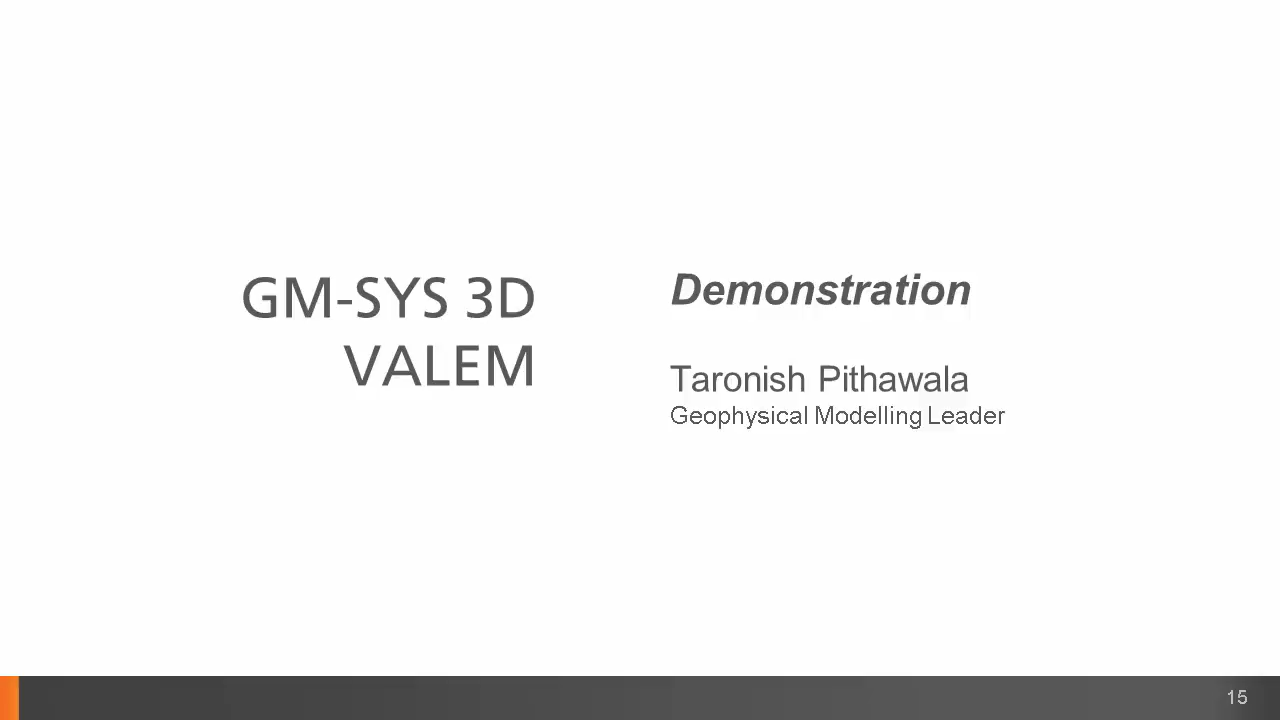 GM-SYS 3D
VALEM
Demonstration
Taronish Pithawala
Geophysical Modelling Leader
15